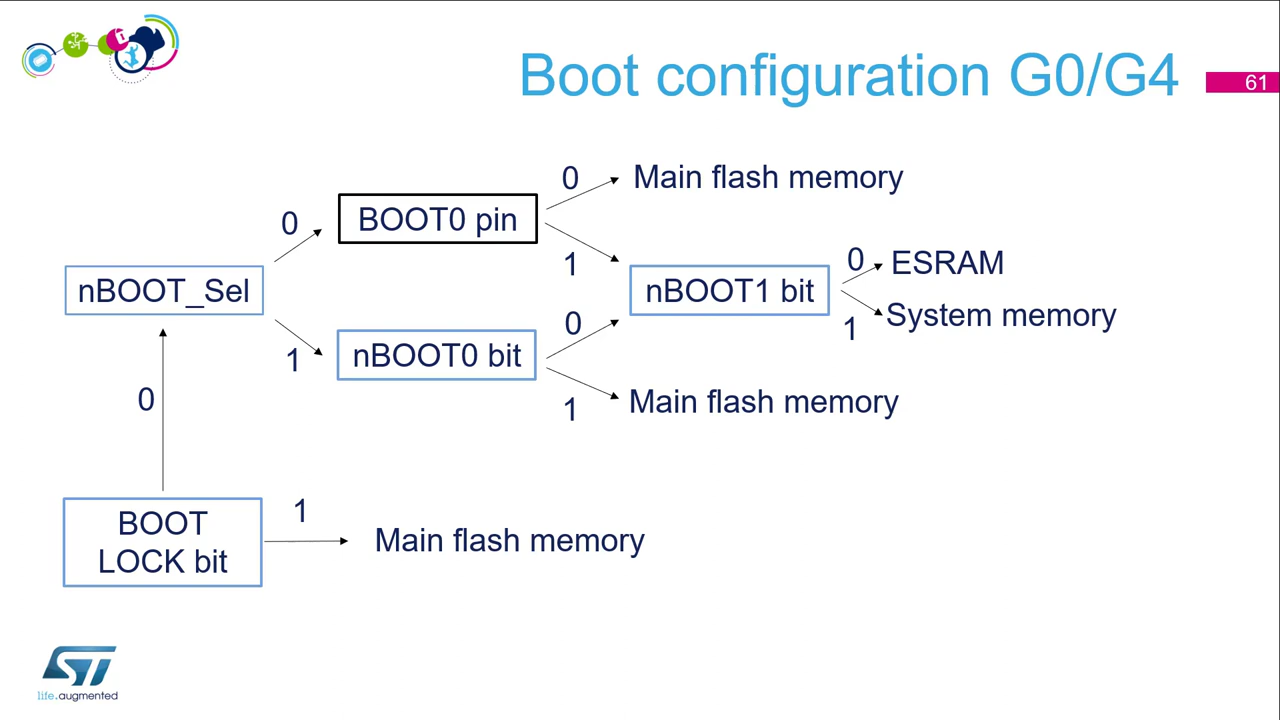 Boot configuration G0/G4
61
0
Main flash memory
0
BOOT0 pin
1
0
ESRAM
nBOOT_Sel
nBOOT1 bit
1
System memory
1
nBOOT0 bit
0
1
Main flash memory
0
BOOT
LOCK bit
1
Main flash memory
ST
life.augmented